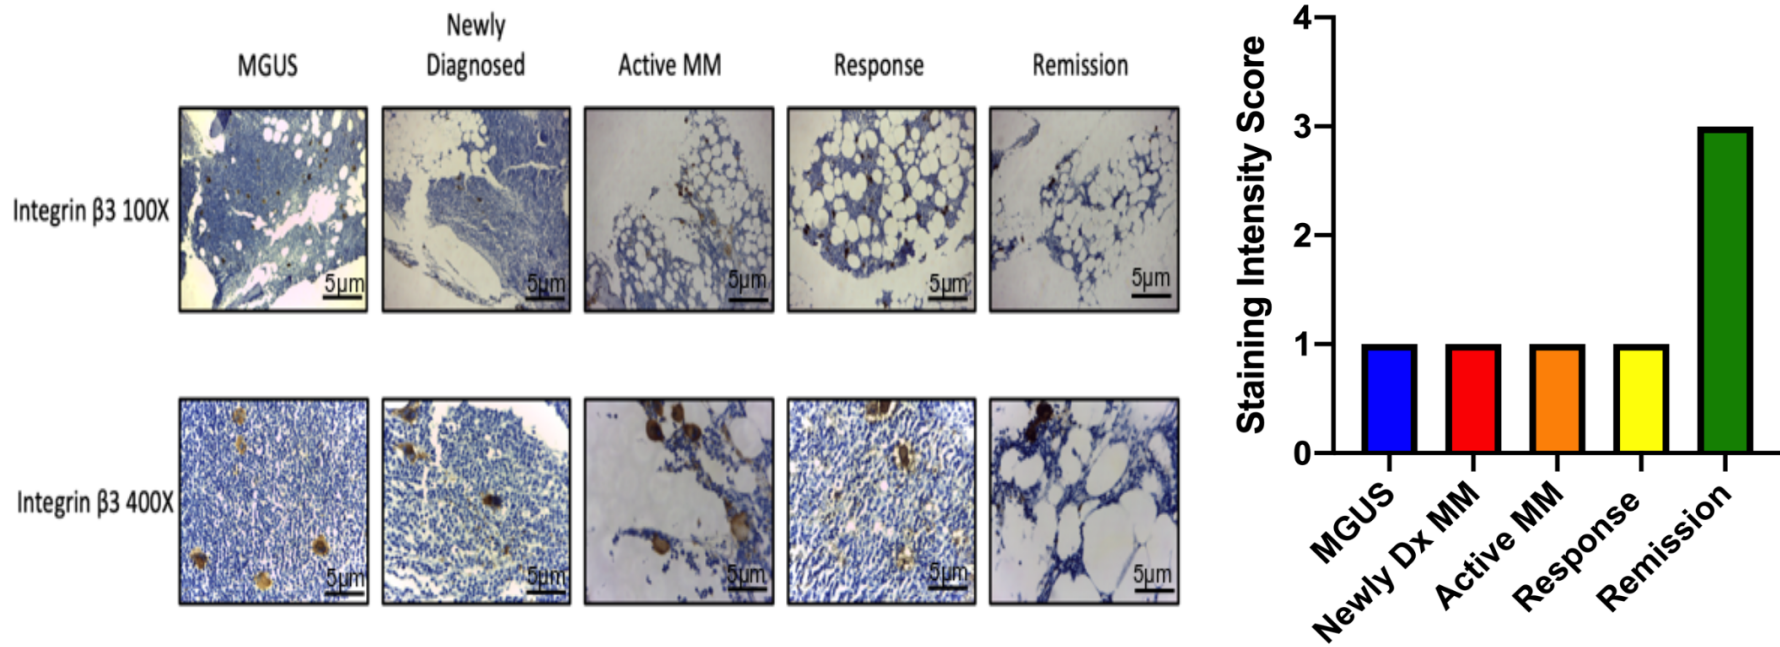 Newly
MGUS Diagnosed Active MM Response Remission
Integrin β3 100X
5μm 5μm 5μm 5μm 5μm
Integrin β3 400X
5μm 5μm 5μm 5μm 5μm
Staining Intensity Score
4
3
2
1
0
MGUS
Newly Dx MM
Active MM
Response
Remission